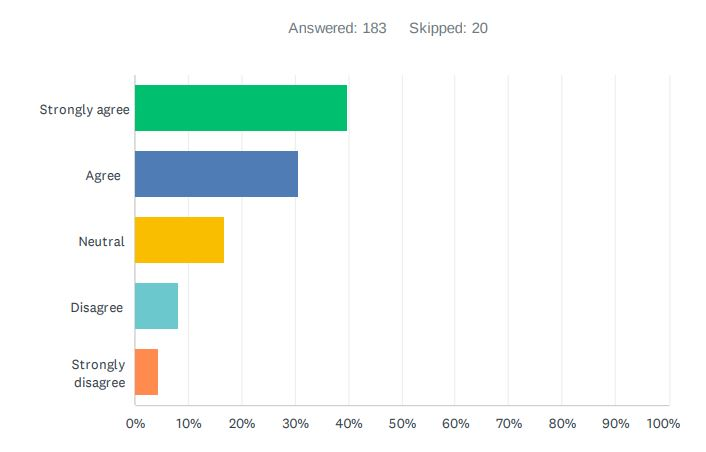 Answered: 183 Skipped: 20
Strongly agree
Agree
Neutral
Disagree
Strongly
disagree
0% 10% 20% 30% 40% 50% 60% 70% 80% 90% 100%